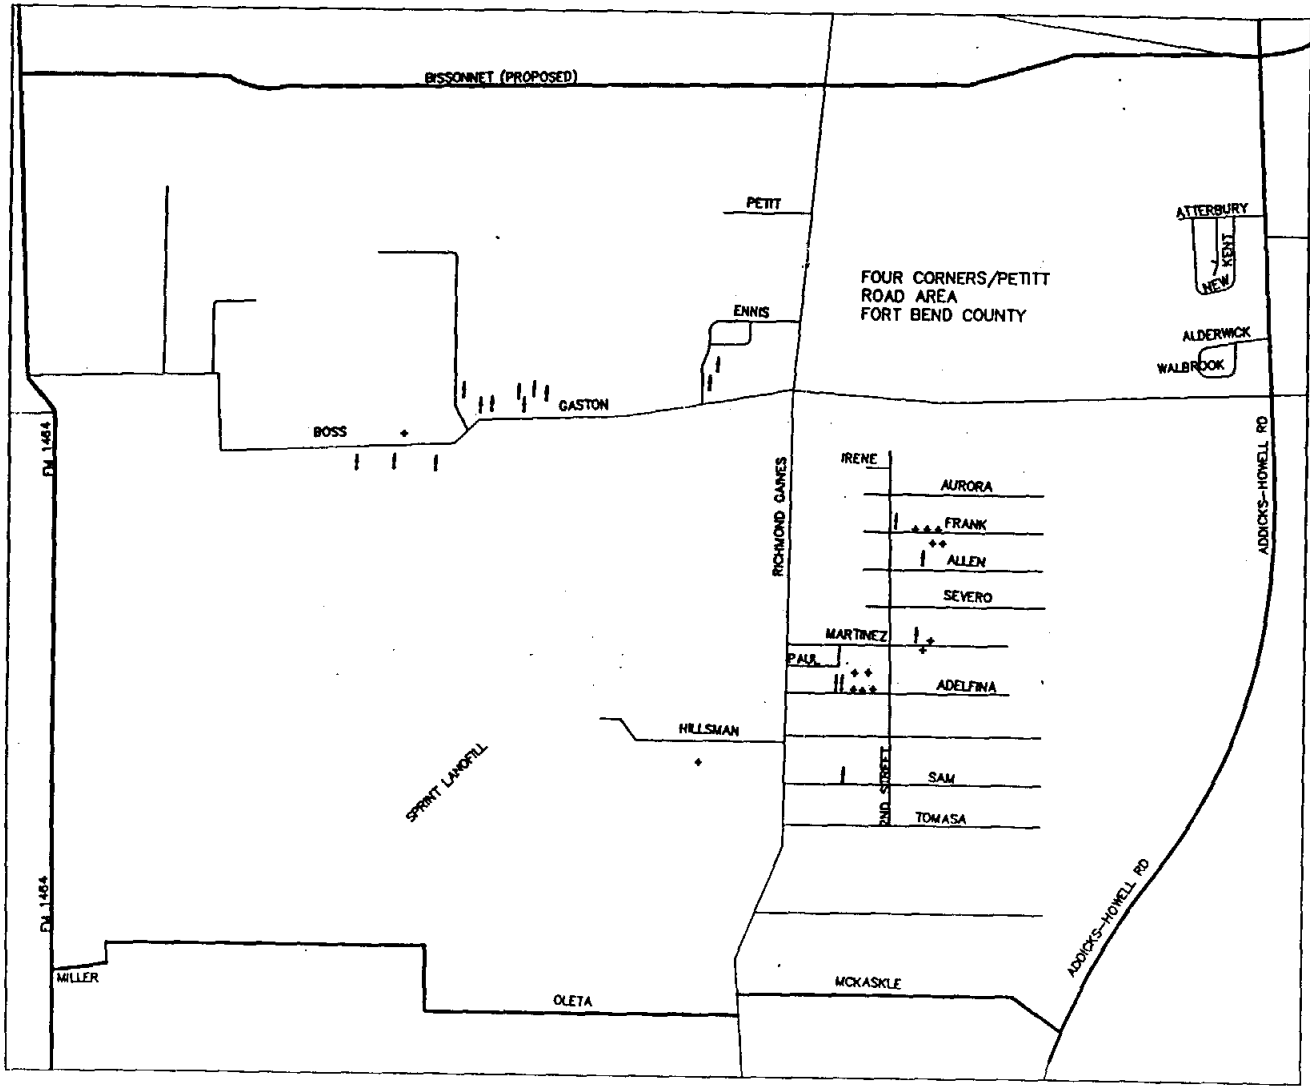 BISSONNET (PROPOSED)
PETIT
ATTERBURY
KENT
NEW
FOUR CORNERS/PETITT
ROAD AREA
FORT BEND COUNTY
ENNIS
ALDERWICK
WALBROOK
GASTON
BOSS
FM 1464
RICHMOND GAINES
ADDICKS-HOWELL RD
IRENE
AURORA
FRANK
ALLEN
SEVERO
MARTINEZ
PAUL
ADELFINA
HILLSMAN
SPRINT LANDFILL
2ND STREET
SAM
TOMASA
FM 1464
ADDICKS-HOWELL RD
MILLER
OLETA
MCKASKLE